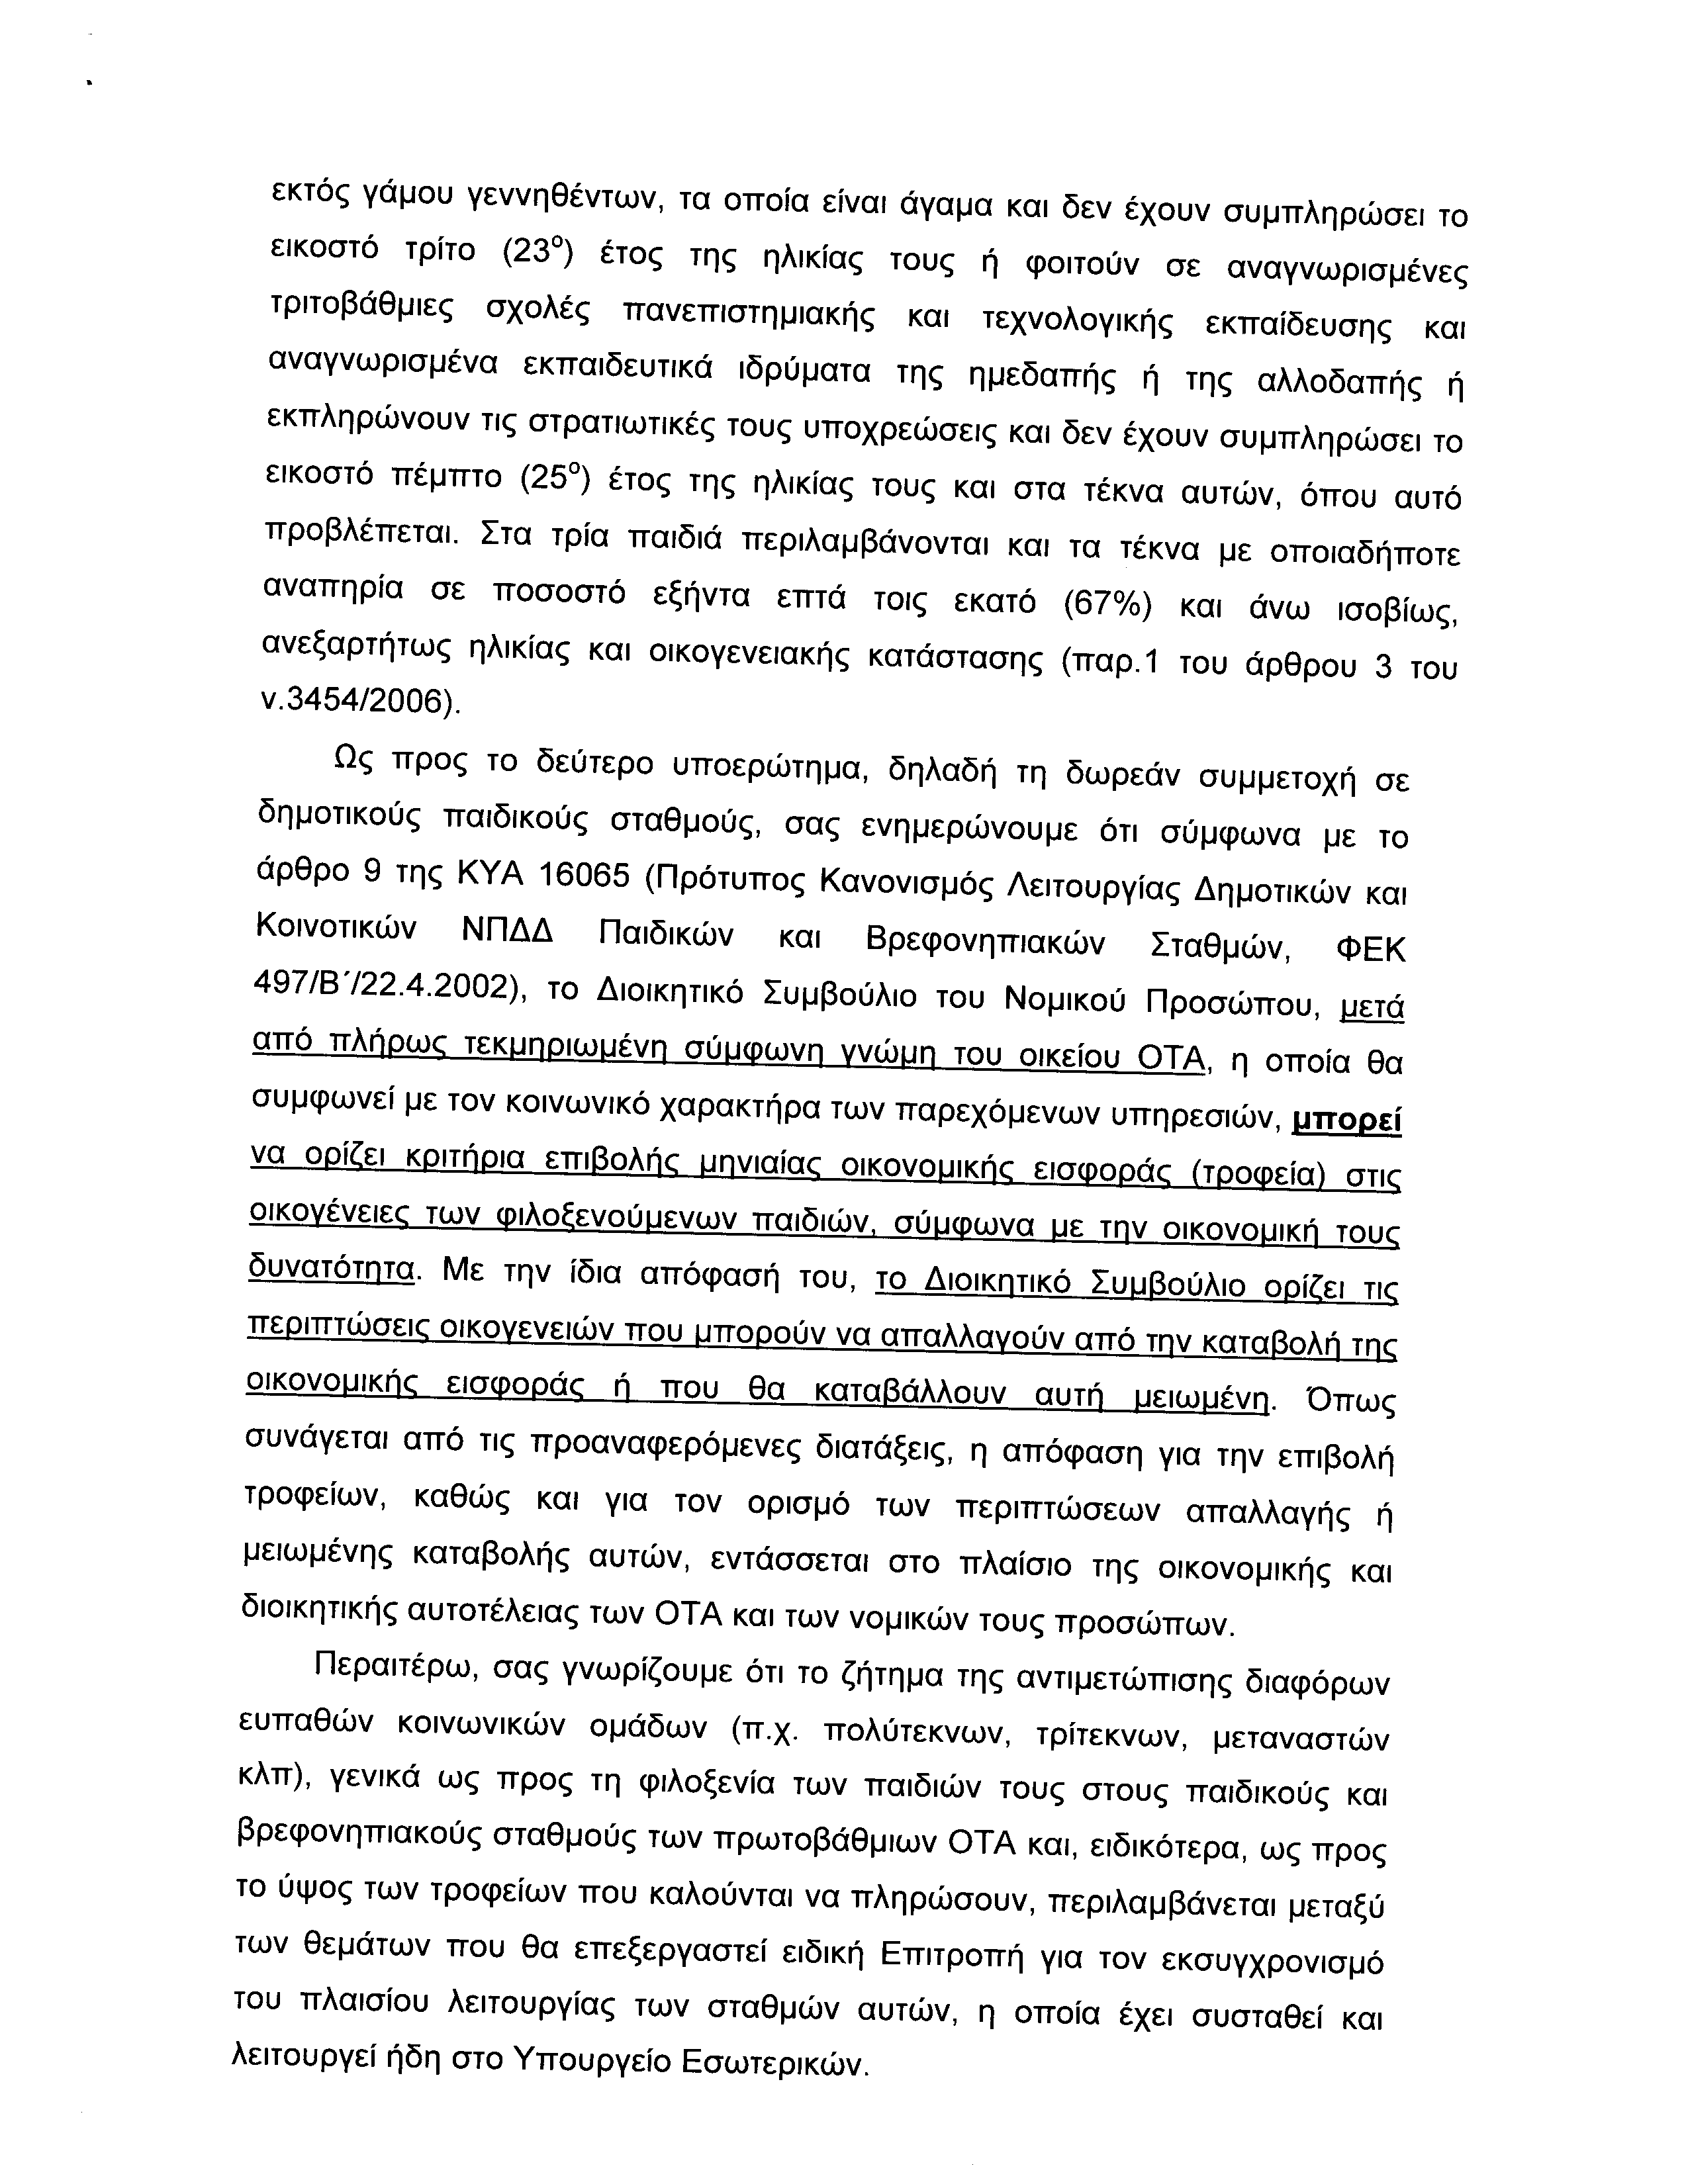 εκτός γάμου γεννηθέντων, τα οποία είναι άγαμα και δεν έχουν συμπληρώσει το
εικοστό τρίτο (23ο) έτος της ηλικίας τους ή φοιτούν σε αναγνωρισμένες
τριτοβάθμιες σχολές πανεπιστημιακής και τεχνολογικής εκπαίδευσης και
αναγνωρισμένα εκπαιδευτικά ιδρύματα της ημεδαπής ή της αλλοδαπής ή
εκπληρώνουν τις στρατιωτικές τους υποχρεώσεις και δεν έχουν συμπληρώσει το
εικοστό πέμπτο (25ο) έτος της ηλικίας τους και στα τέκνα αυτών, όπου αυτό
προβλέπεται. Στα τρία παιδιά περιλαμβάνονται και τα τέκνα με οποιαδήποτε
αναπηρία σε ποσοστό εξήντα επτά τοις εκατό (67%) και άνω ισοβίως,
ανεξαρτήτως ηλικίας και οικογενειακής κατάστασης (παρ.1 του άρθρου 3 του
ν.3454/2006).
Ως προς το δεύτερο υποερώτημα, δηλαδή τη δωρεάν συμμετοχή σε
δημοτικούς παιδικούς σταθμούς, σας ενημερώνουμε ότι σύμφωνα με το
άρθρο 9 της ΚΥΑ 16065 (Πρότυπος Κανονισμός Λειτουργίας Δημοτικών και
Κοινοτικών ΝΠΔΔ Παιδικών και Βρεφονηπιακών Σταθμών, ΦΕΚ
497/Β΄/22.4.2002), το Διοικητικό Συμβούλιο του Νομικού Προσώπου, μετά
από πλήρως τεκμηριωμένη σύμφωνη γνώμη του οικείου ΟΤΑ, η οποία θα
συμφωνεί με τον κοινωνικό χαρακτήρα των παρεχόμενων υπηρεσιών, μπορεί
να ορίζει κριτήρια επιβολής μηνιαίας οικονομικής εισφοράς (τροφεία) στις
οικογένειες των φιλοξενούμενων παιδιών, σύμφωνα με την οικονομική τους
δυνατότητα. Με την ίδια απόφασή του, το Διοικητικό Συμβούλιο ορίζει τις
περιπτώσεις οικογενειών που μπορούν να απαλλαγούν από την καταβολή της
οικονομικής εισφοράς ή που θα καταβάλλουν αυτή μειωμένη. Όπως
συνάγεται από τις προαναφερόμενες διατάξεις, η απόφαση για την επιβολή
τροφείων, καθώς και για τον ορισμό των περιπτώσεων απαλλαγής ή
μειωμένης καταβολής αυτών, εντάσσεται στο πλαίσιο της οικονομικής και
διοικητικής αυτοτέλειας των ΟΤΑ και των νομικών τους προσώπων.
Περαιτέρω, σας γνωρίζουμε ότι το ζήτημα της αντιμετώπισης διαφόρων
ευπαθών κοινωνικών ομάδων (π.χ. πολύτεκνων, τρίτεκνων, μεταναστών
κλπ), γενικά ως προς τη φιλοξενία των παιδιών τους στους παιδικούς και
βρεφονηπιακούς σταθμούς των πρωτοβάθμιων ΟΤΑ και, ειδικότερα, ως προς
το ύψος των τροφείων που καλούνται να πληρώσουν, περιλαμβάνεται μεταξύ
των θεμάτων που θα επεξεργαστεί ειδική Επιτροπή για τον εκσυγχρονισμό
του πλαισίου λειτουργίας των σταθμών αυτών, η οποία έχει συσταθεί και
λειτουργεί ήδη στο Υπουργείο Εσωτερικών.